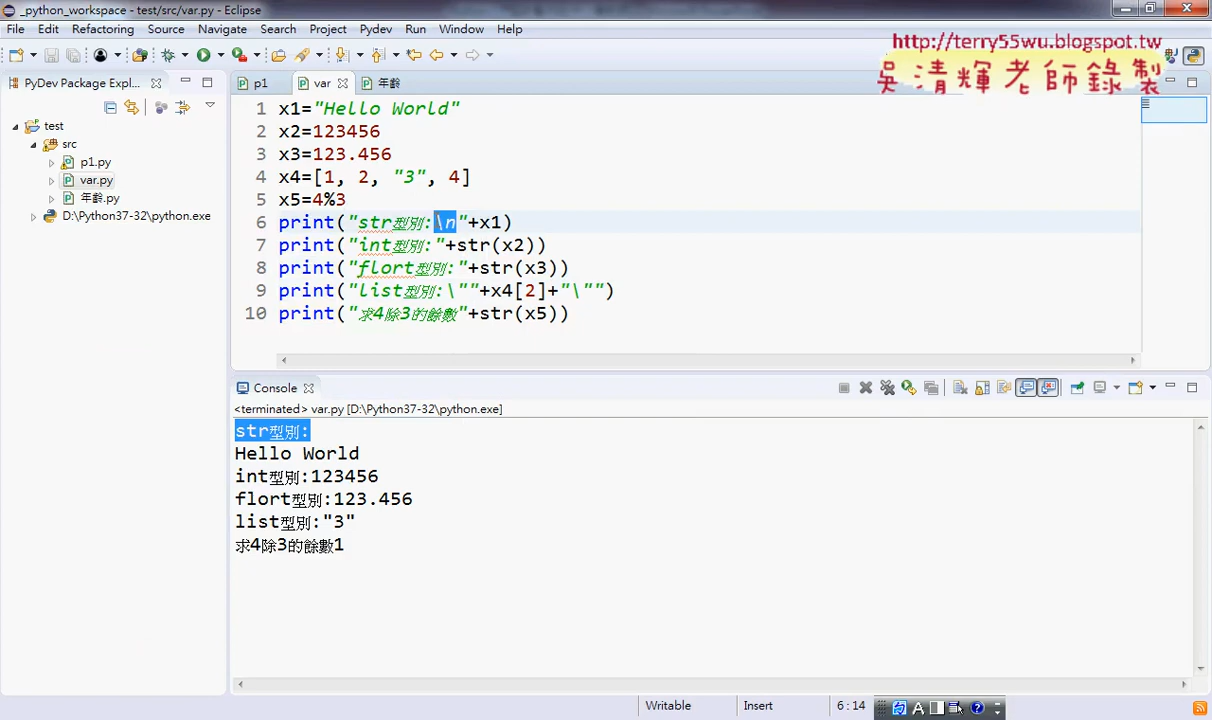 _python_workspace - test/src/var.py - Eclipse
File Edit Refactoring Source Navigate Search Project Pydev Run Window Help
http://terry55wu.blogspot.tw
吳清輝老師錄製
PyDev Package Expl...
p1 var 年齡
test
src
p1.py
var.py
年齡.py
D:\Python37-32\python.exe
1 x1="Hello World"
2 x2=123456
3 x3=123.456
4 x4=[1, 2, "3", 4]
5 x5=4%3
6 print("str型別:\n"+x1)
7 print("int型別:"+str(x2))
8 print("flort型別:"+str(x3))
9 print("list型別:\""+x4[2]+"\"")
10 print("求4除3的餘數"+str(x5))
Console
<terminated> var.py [D:\Python37-32\python.exe]
str型別:
Hello World
int型別:123456
flort型別:123.456
list型別:"3"
求4除3的餘數1
Writable Insert 6:14